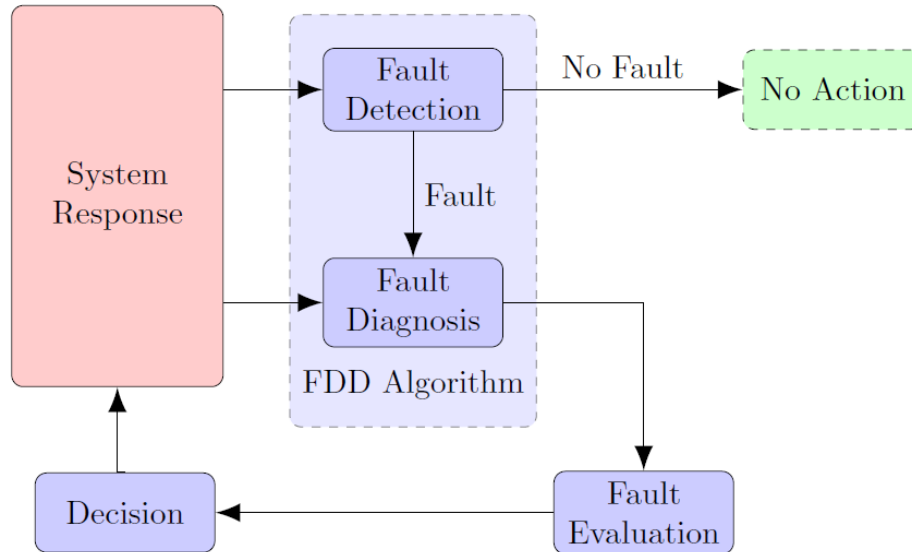 Fault
Detection
No Fault
No Action
System
Response
Fault
Fault
Diagnosis
FDD Algorithm
Decision
Fault
Evaluation